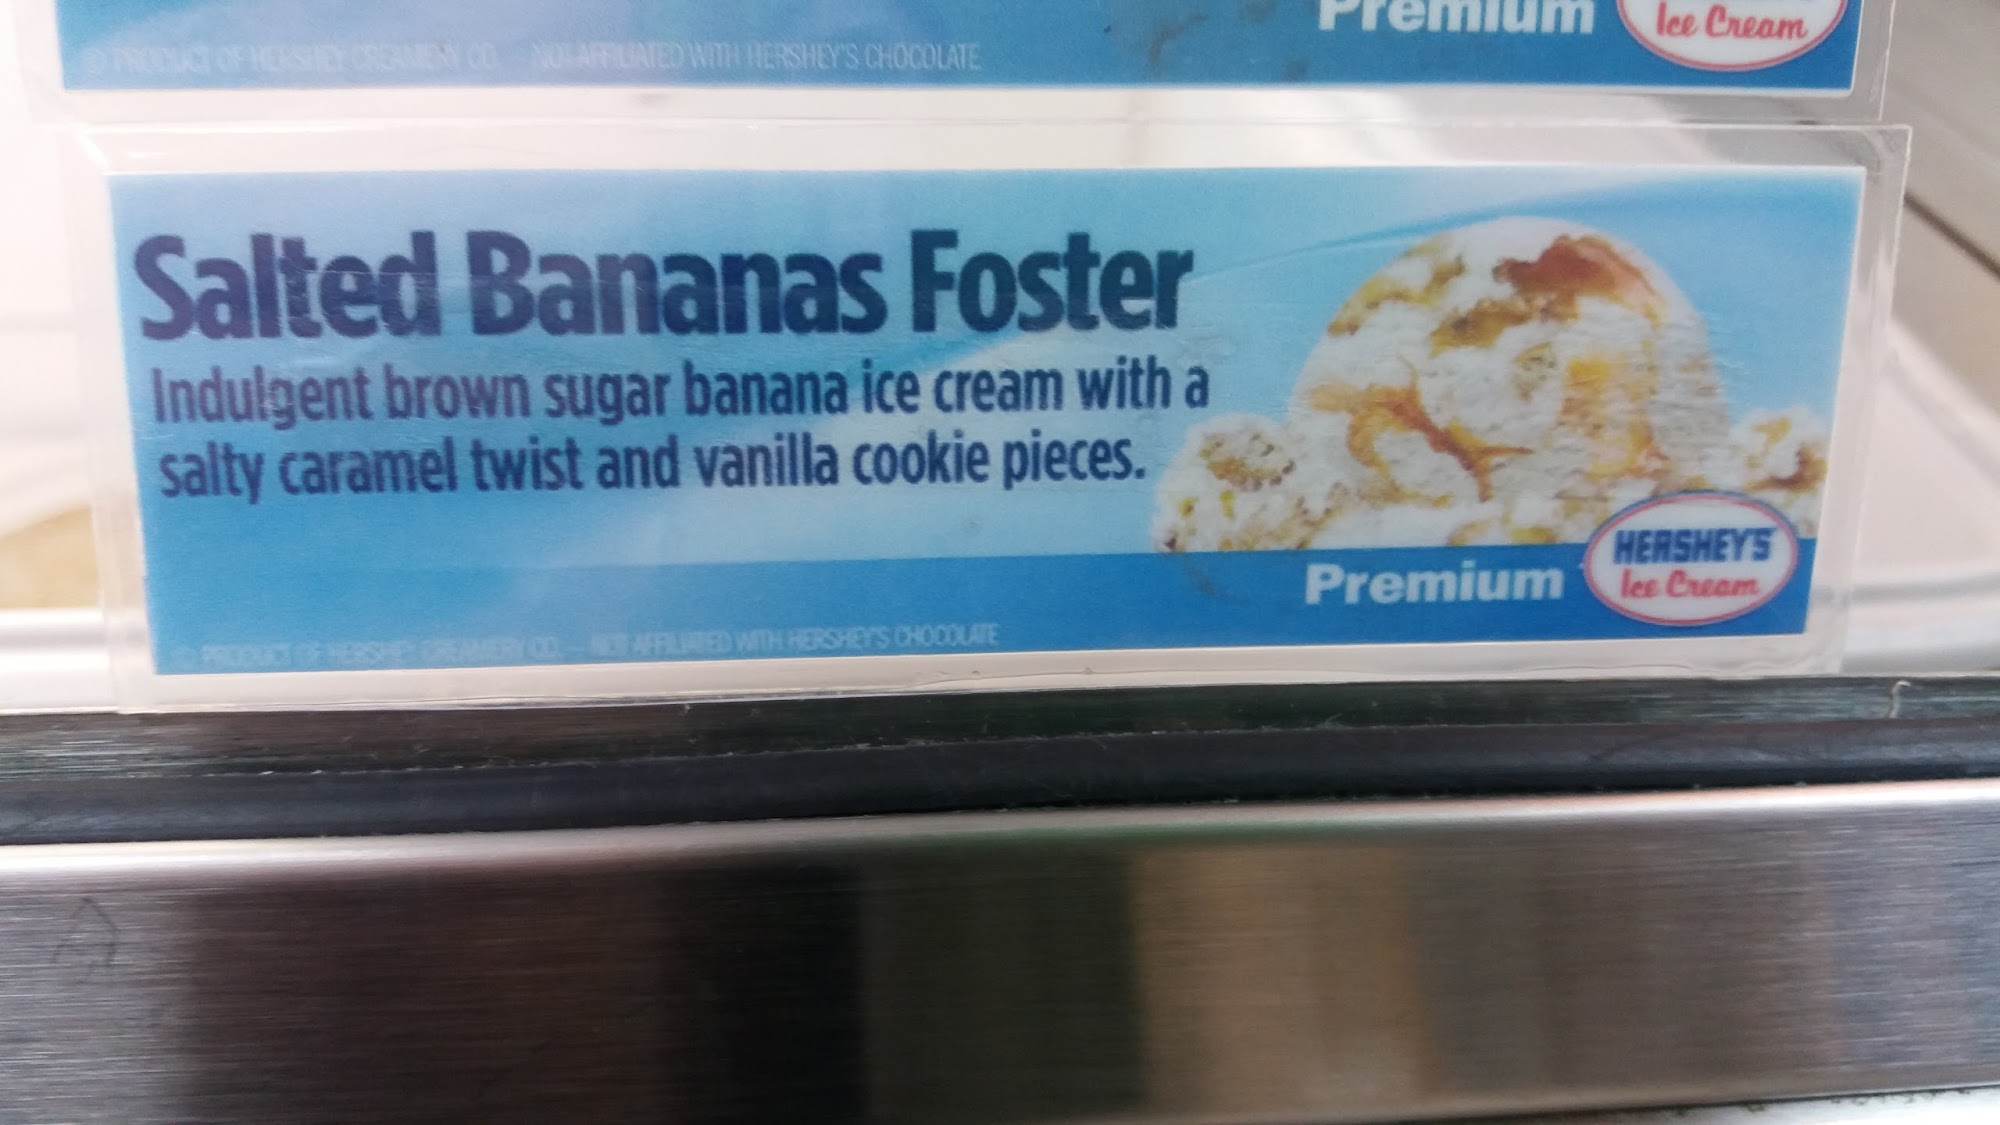 Premium
Ice Cream
© PRODUCT OF HERSHEY CREAMERY CO. NOT AFFILIATED WITH HERSHEY'S CHOCOLATE
Salted Bananas Foster
Indulgent brown sugar banana ice cream with a
salty caramel twist and vanilla cookie pieces.
HERSHEY'S
Premium
Ice Cream
© PRODUCT OF HERSHEY CREAMERY CO. – NOT AFFILIATED WITH HERSHEY'S CHOCOLATE